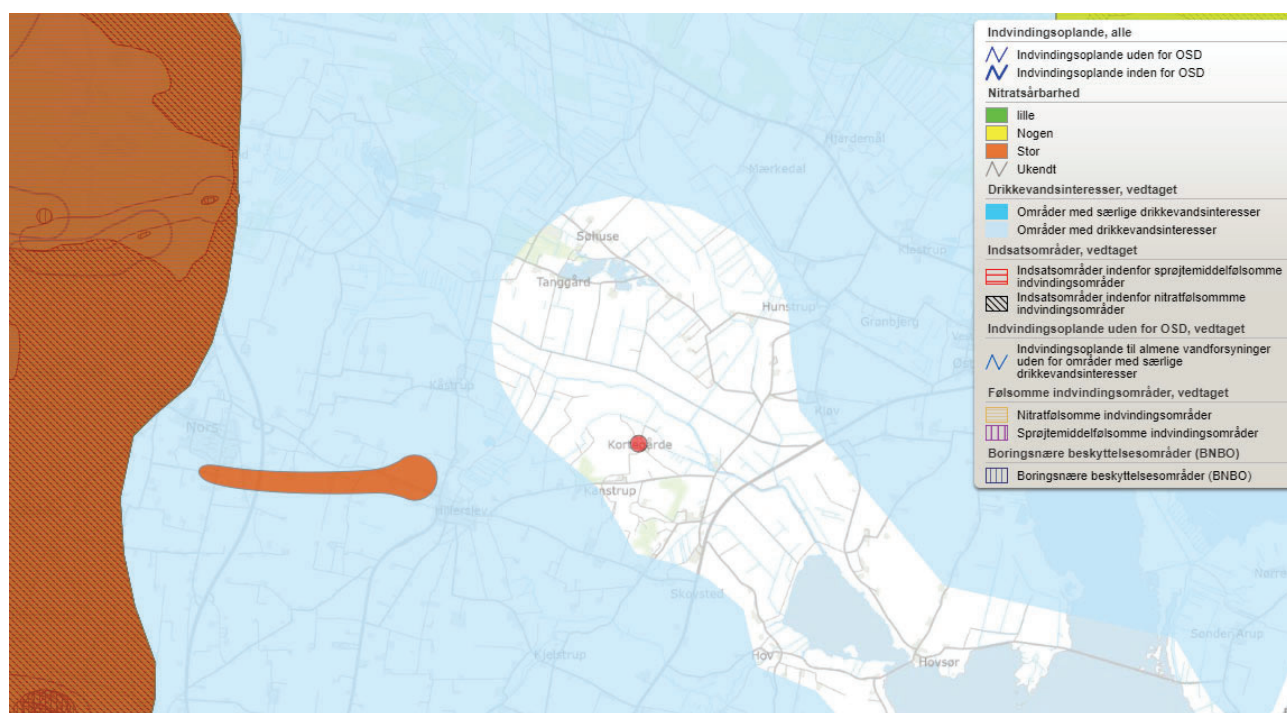 Indvindingsoplande, alle
Indvindingsoplande uden for OSD
Indvindingsoplande inden for OSD
Nitratsårbarhed
lille
Nogen
Stor
Ukendt
Drikkevandsinteresser, vedtaget
Områder med særlige drikkevandsinteresser
Områder med drikkevandsinteresser
Indsatsområder, vedtaget
Indsatsområder indenfor sprøjtemiddelfølsomme
indvindingsområder
Indsatsområder indenfor nitratfølsommme
indvindingsområder
Indvindingsoplande uden for OSD, vedtaget
Indvindingsoplande til almene vandforsyninger
uden for områder med særlige
drikkevandsinteresser
Følsomme indvindingsområder, vedtaget
Nitratfølsomme indvindingsområder
Sprøjtemiddelfølsomme indvindingsområder
Boringsnære beskyttelsesområder (BNBO)
Boringsnære beskyttelsesområder (BNBO)
Hjardemål
Mærkedal
Søhuse
Klastrup
Tanggård
Hunstrup
Granbjerg
Kåstrup
Kløv
Nors
Kanstrup
Hillerslev
Skovsted
Sønder Arup
Kjelstrup
Hov
Hovsør